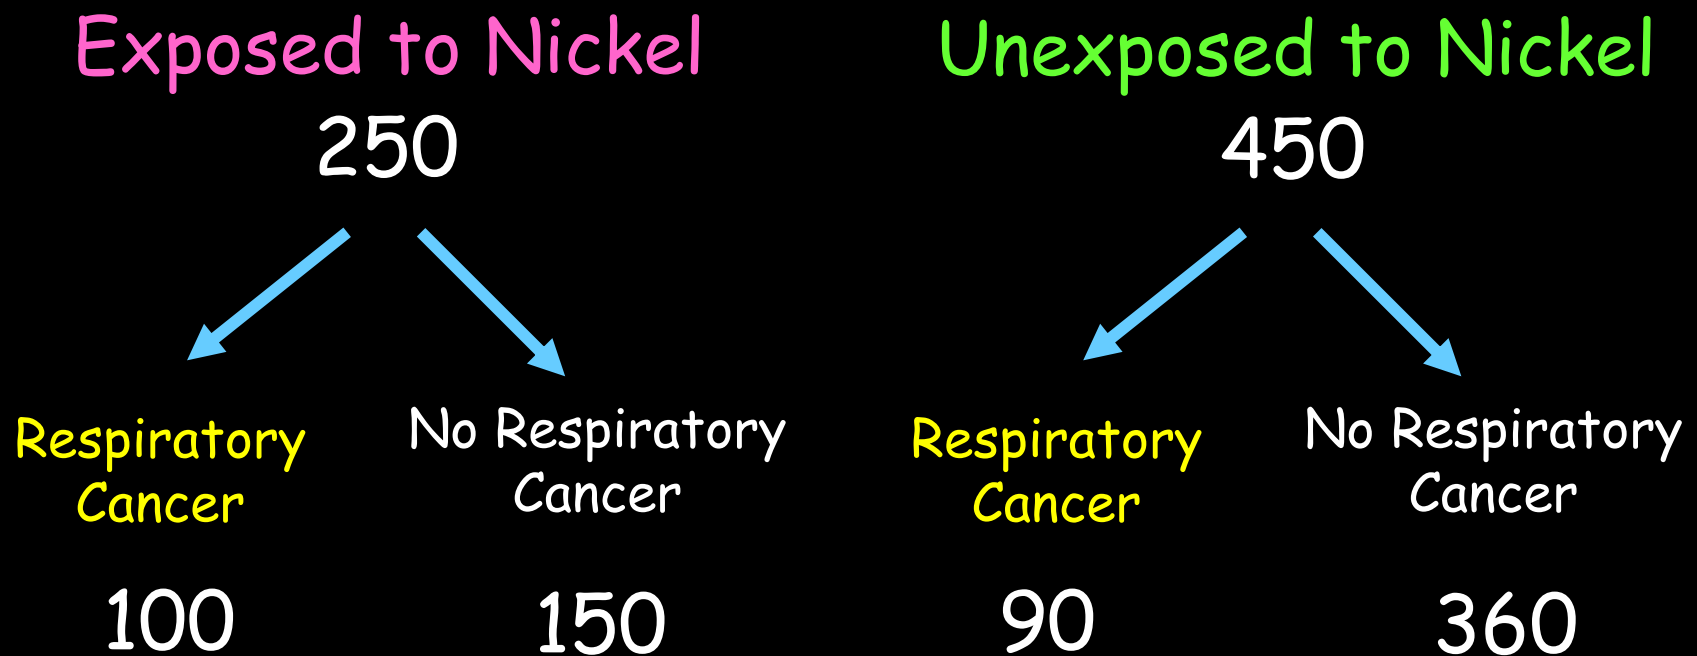 Exposed to Nickel
250
Respiratory
Cancer
100
No Respiratory
Cancer
150
Unexposed to Nickel
450
Respiratory
Cancer
90
No Respiratory
Cancer
360